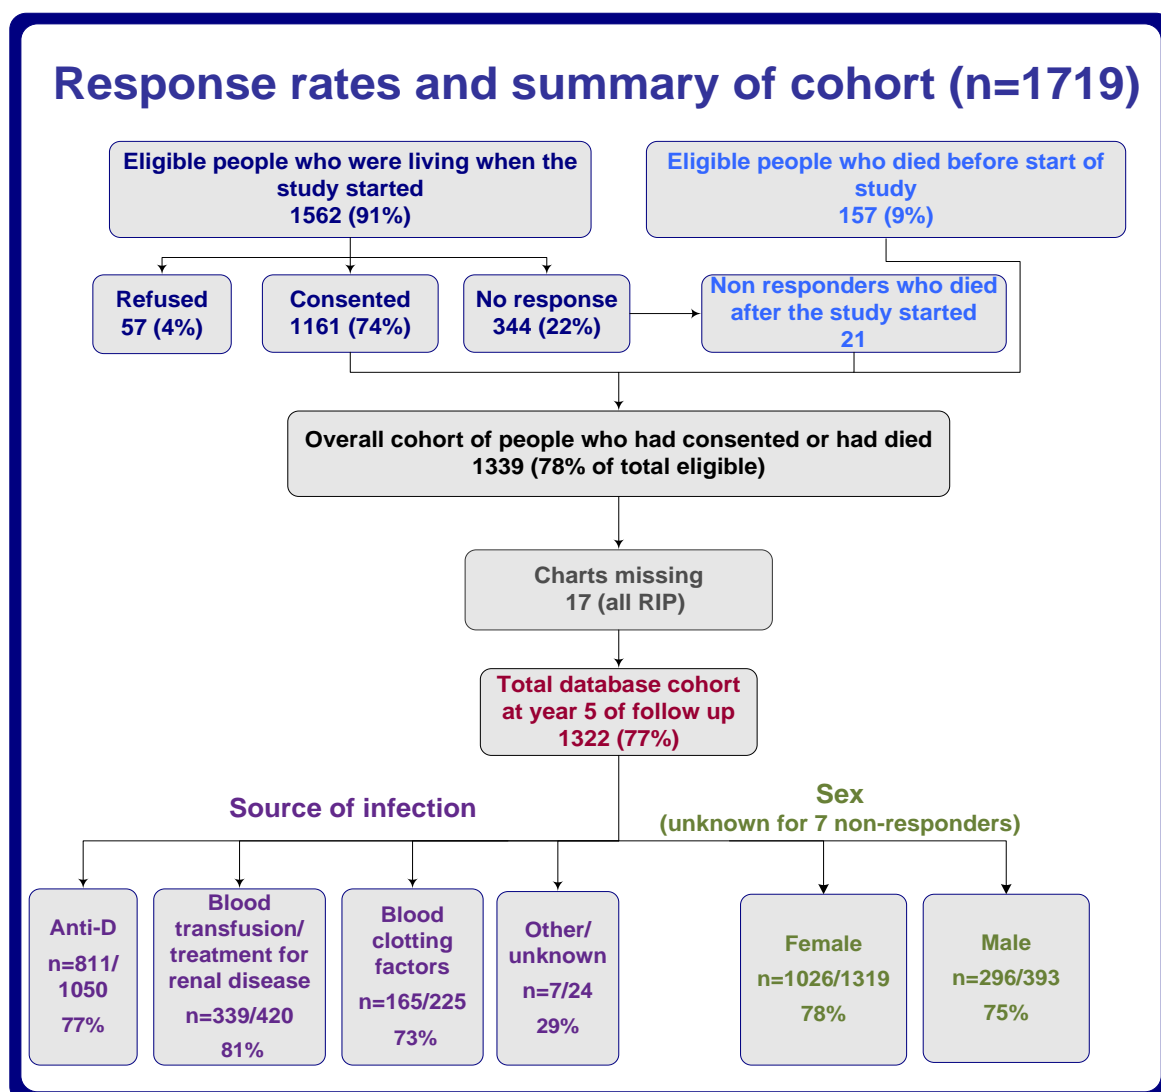 Response rates and summary of cohort (n=1719)
Eligible people who were living when the
study started
1562 (91%)
Eligible people who died before start of
study
157 (9%)
Refused
57 (4%)
Consented
1161 (74%)
No response
344 (22%)
Non responders who died
after the study started
21
Overall cohort of people who had consented or had died
1339 (78% of total eligible)
Charts missing
17 (all RIP)
Total database cohort
at year 5 of follow up
1322 (77%)
Source of infection
Sex
(unknown for 7 non-responders)
Anti-D
n=811/
1050
77%
Blood
transfusion/
treatment for
renal disease
n=339/420
81%
Blood
clotting
factors
n=165/225
73%
Other/
unknown
n=7/24
29%
Female
n=1026/1319
78%
Male
n=296/393
75%